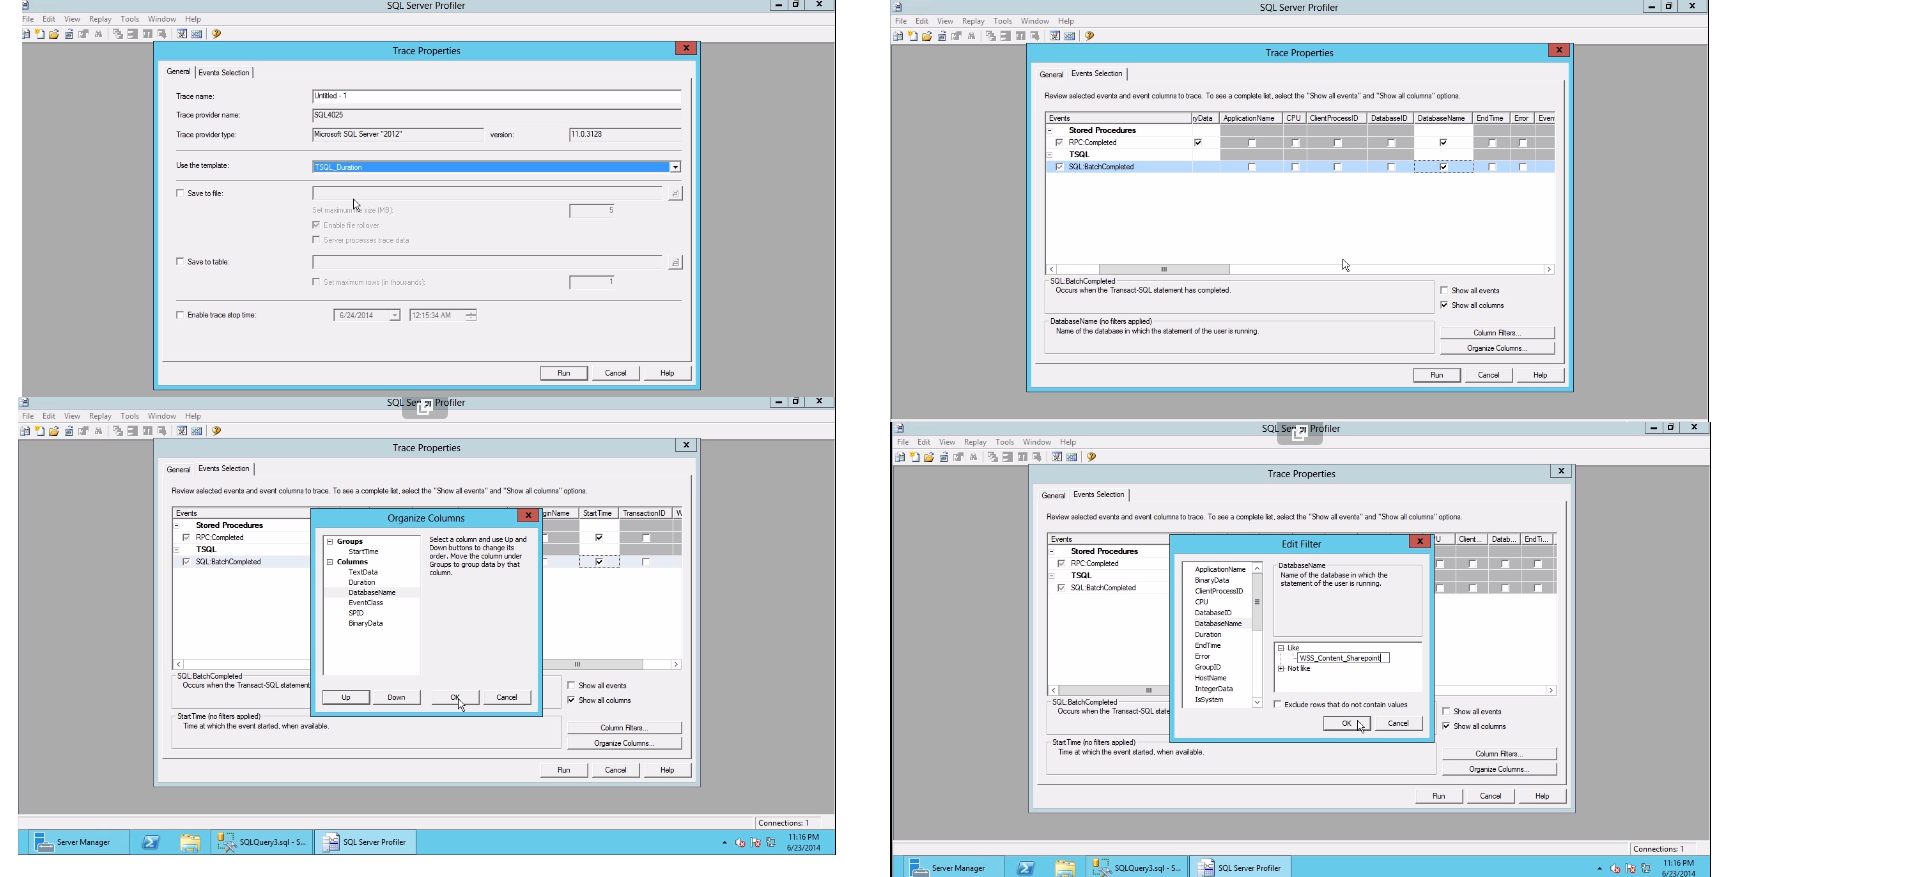 SQL Server Profiler
File Edit View Replay Tools Window Help
Trace Properties
General Events Selection
Trace name: Untitled - 1
Trace provider name: SQL4025
Trace provider type: Microsoft SQL Server "2012" version: 11.0.3128
Use the template: TSQL_Duration
Save to file:
Set maximum file size (MB): 5
Enable file rollover
Server processes trace data
Save to table:
Set maximum rows (in thousands): 1
Enable trace stop time: 6/24/2014 12:15:34 AM
Run Cancel Help
SQL Server Profiler
File Edit View Replay Tools Window Help
Trace Properties
General Events Selection
Review selected events and event columns to trace. To see a complete list, select the "Show all events" and "Show all columns" options.
Events ryData ApplicationName CPU ClientProcessID DatabaseID DatabaseName EndTime Error Even
Stored Procedures
RPC:Completed
TSQL
SQL:BatchCompleted
SQL:BatchCompleted
Occurs when the Transact-SQL statement has completed.
Show all events
Show all columns
DatabaseName (no filters applied)
Name of the database in which the statement of the user is running.
Column Filters...
Organize Columns...
Run Cancel Help
SQL Server Profiler
File Edit View Replay Tools Window Help
Trace Properties
General Events Selection
Review selected events and event columns to trace. To see a complete list, select the "Show all events" and "Show all columns" options.
Events ginName StartTime TransactionID W
Stored Procedures
RPC:Completed
TSQL
SQL:BatchCompleted
Organize Columns
Groups
StartTime
Columns
TextData
Duration
DatabaseName
EventClass
SPID
BinaryData
Select a column and use Up and
Down buttons to change its
order. Move the column under
Groups to group data by that
column.
Up Down OK Cancel
SQL:BatchCompleted
Occurs when the Transact-SQL statement
Show all events
Show all columns
StartTime (no filters applied)
Time at which the event started, when available.
Column Filters...
Organize Columns...
Run Cancel Help
Connections: 1
Server Manager SQLQuery3.sql - S... SQL Server Profiler 11:16 PM
6/23/2014
SQL Server Profiler
File Edit View Replay Tools Window Help
Trace Properties
General Events Selection
Review selected events and event columns to trace. To see a complete list, select the "Show all events" and "Show all columns" options.
Events U Client... Datab... EndTi...
Stored Procedures
RPC:Completed
TSQL
SQL:BatchCompleted
Edit Filter
ApplicationName
BinaryData
ClientProcessID
CPU
DatabaseID
DatabaseName
Duration
EndTime
Error
GroupID
HostName
IntegerData
IsSystem
DatabaseName
Name of the database in which the
statement of the user is running.
Like
WSS_Content_Sharepoint
Not like
Exclude rows that do not contain values
OK Cancel
SQL:BatchCompleted
Occurs when the Transact-SQL state
Show all events
Show all columns
StartTime (no filters applied)
Time at which the event started, when available.
Column Filters...
Organize Columns...
Run Cancel Help
Connections: 1
Server Manager SQLQuery3.sql - S... SQL Server Profiler 11:16 PM
6/23/2014